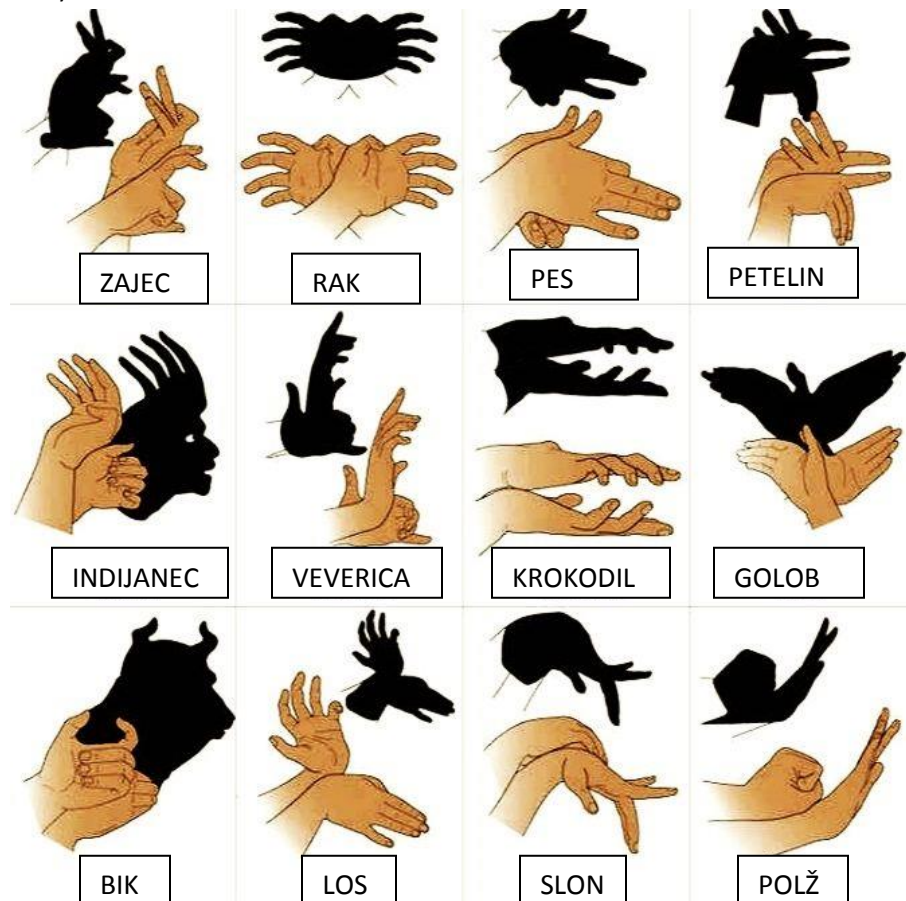 ZAJEC
RAK
PES
PETELIN
INDIJANEC
VEVERICA
KROKODIL
GOLOB
BIK
LOS
SLON
POLŽ